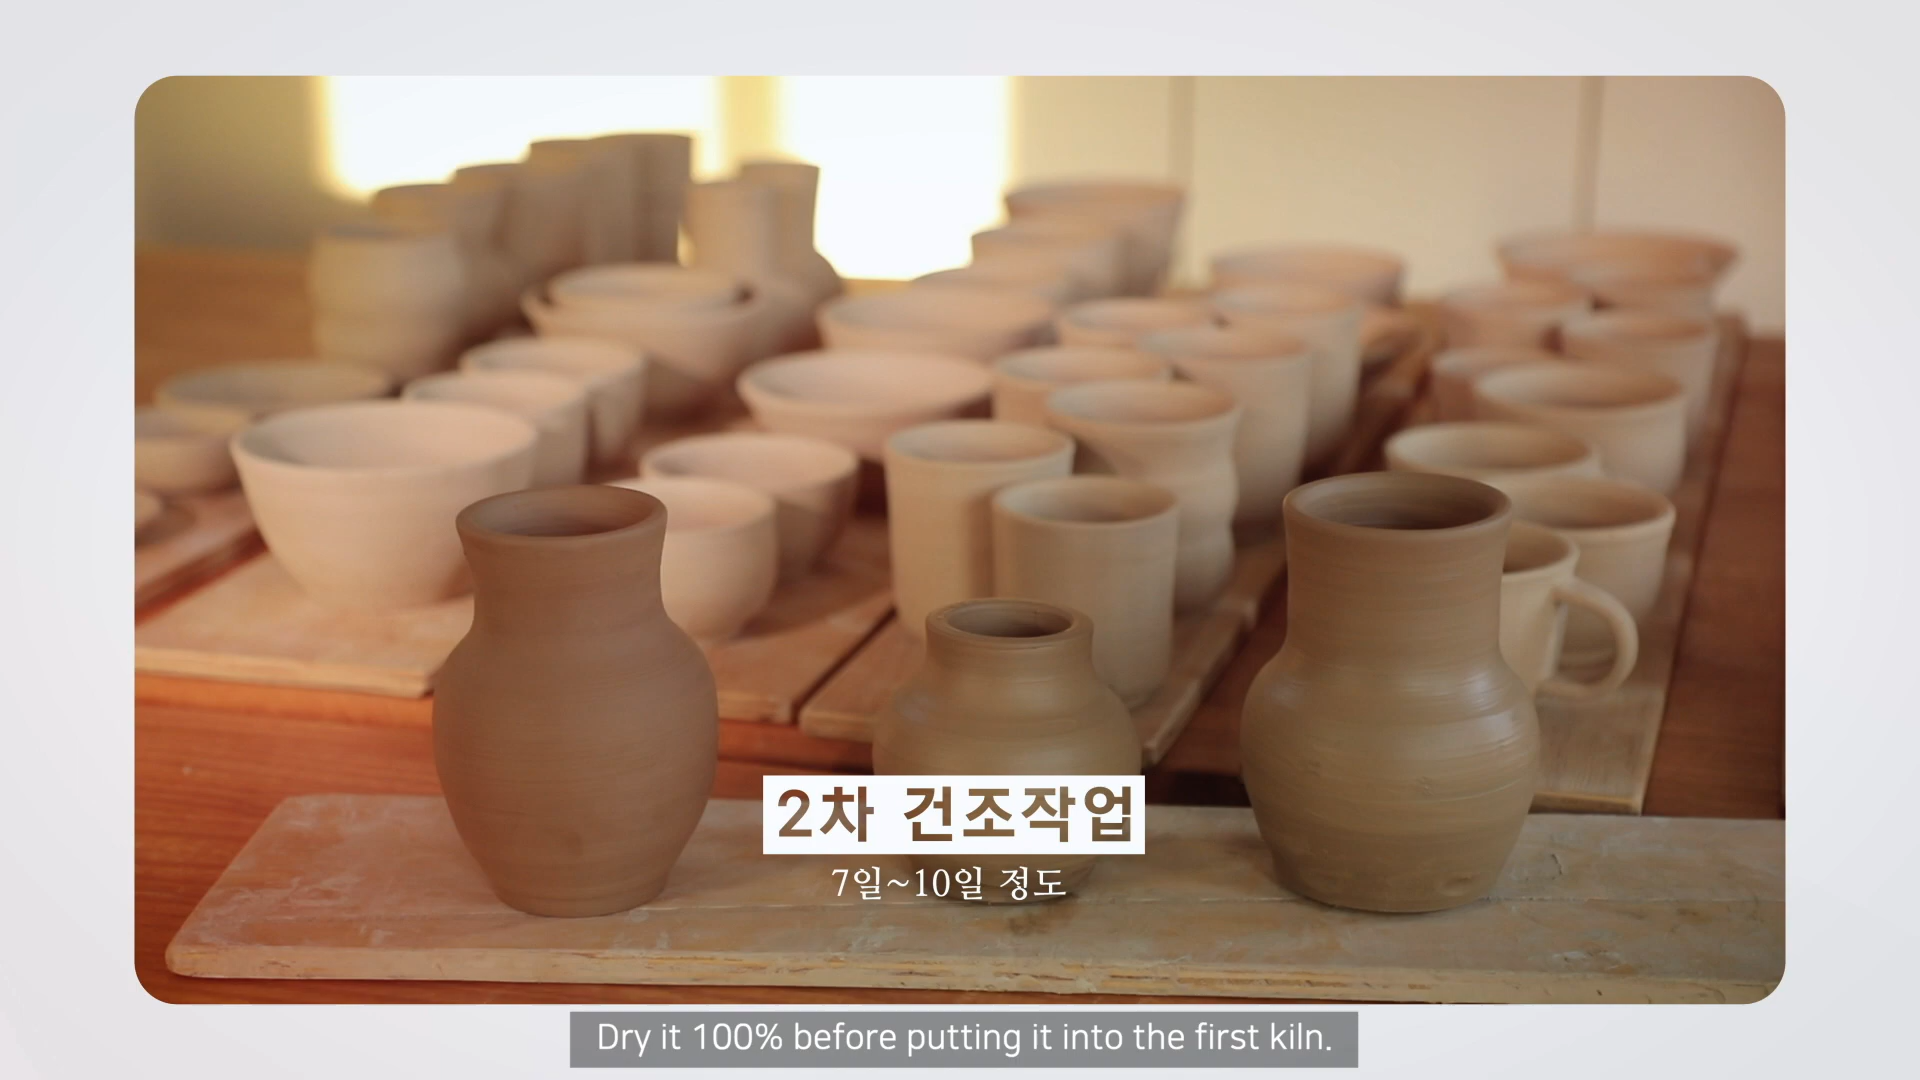 2차 건조작업
7일~10일 정도
Dry it 100% before putting it into the first kiln.